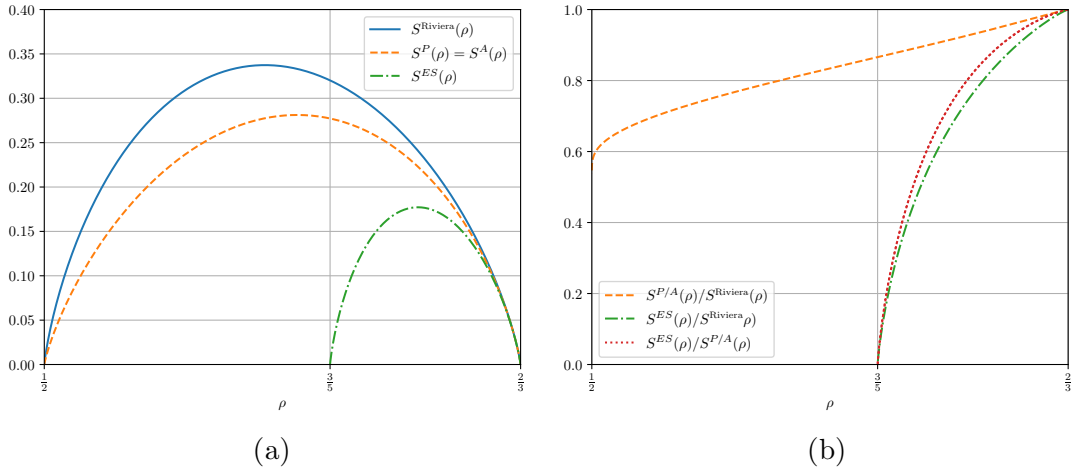 0.40
0.35
0.30
0.25
0.20
0.15
0.10
0.05
0.00
1/2
3/5
2/3
ρ
S^Riviera(ρ)
S^P(ρ) = S^A(ρ)
S^ES(ρ)
(a)
1.0
0.8
0.6
0.4
0.2
0.0
1/2
3/5
2/3
ρ
S^P/A(ρ)/S^Riviera(ρ)
S^ES(ρ)/S^Rivieraρ)
S^ES(ρ)/S^P/A(ρ)
(b)